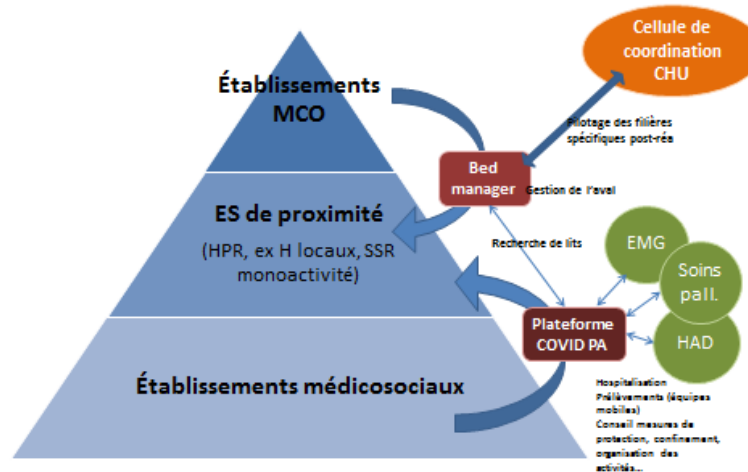 Cellule de
coordination
CHU
Établissements
MCO
Pilotage des filières
spécifiques post-réa
Bed
manager
Gestion de l'aval
ES de proximité
(HPR, ex H locaux, SSR
monoactivité)
Recherche de lits
EMG
Soins
pall.
HAD
Plateforme
COVID PA
Établissements médicosociaux
Hospitalisation
Prélèvements (équipes
mobiles)
Conseil mesures de
protection, confinement,
organisation des
activités...